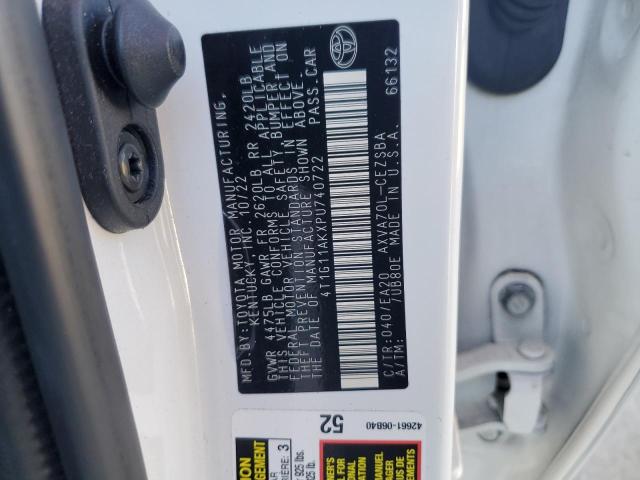 MFD.BY:TOYOTA MOTOR MANUFACTURING,
KENTUCKY, INC. 10/22
GVWR 4475LB GAWR FR 2620LB RR 2420LB
THIS VEHICLE CONFORMS TO ALL APPLICABLE
FEDERAL MOTOR VEHICLE SAFETY, BUMPER AND
THEFT PREVENTION STANDARDS IN EFFECT ON
THE DATE OF MANUFACTURE SHOWN ABOVE.
4T1G11AKXPU740722 PASS.CAR
C/TR:040/EA20 AXVA70L-CEZSBA 66132
A/TM: 70B80E MADE IN U.S.A.
52
42661-06B40